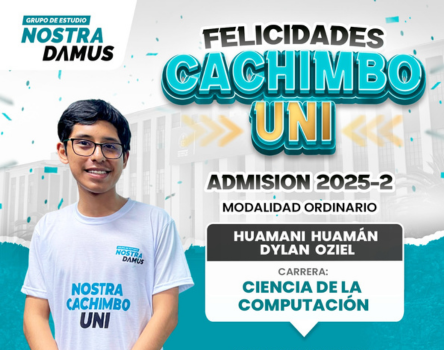 GRUPO DE ESTUDIO
NOSTRA
DAMUS
FELICIDADES
CACHIMBO
UNI
ADMISION 2025-2
MODALIDAD ORDINARIO
HUAMANI HUAMÁN
DYLAN OZIEL
CARRERA:
CIENCIA DE LA
COMPUTACIÓN
NOSTRA
DAMUS
NOSTRA
CACHIMBO
UNI